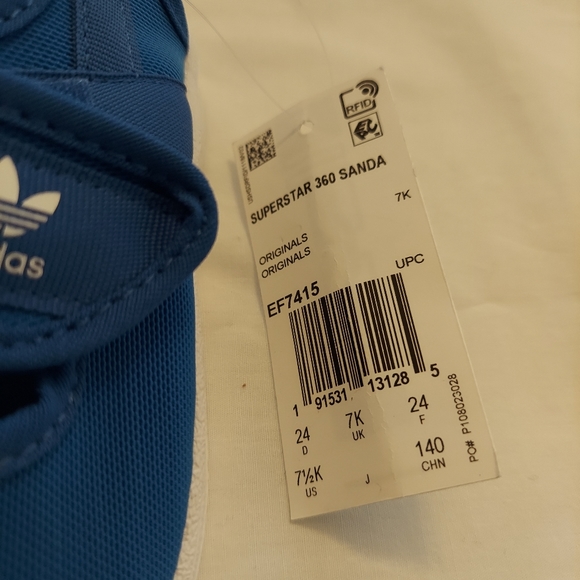 RFID
SUPERSTAR 360 SANDA
7K
ORIGINALS
ORIGINALS
UPC
EF7415
1 91531 13128 5
24
D
7K
UK
24
F
7½K
US
J
140
CHN
PO# P108023028
das